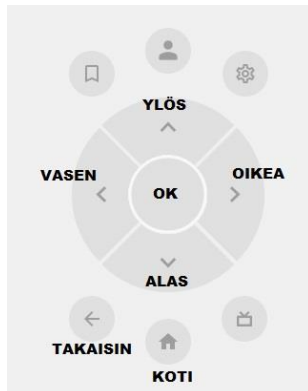 YLÖS
VASEN
OK
OIKEA
ALAS
TAKAISIN
KOTI